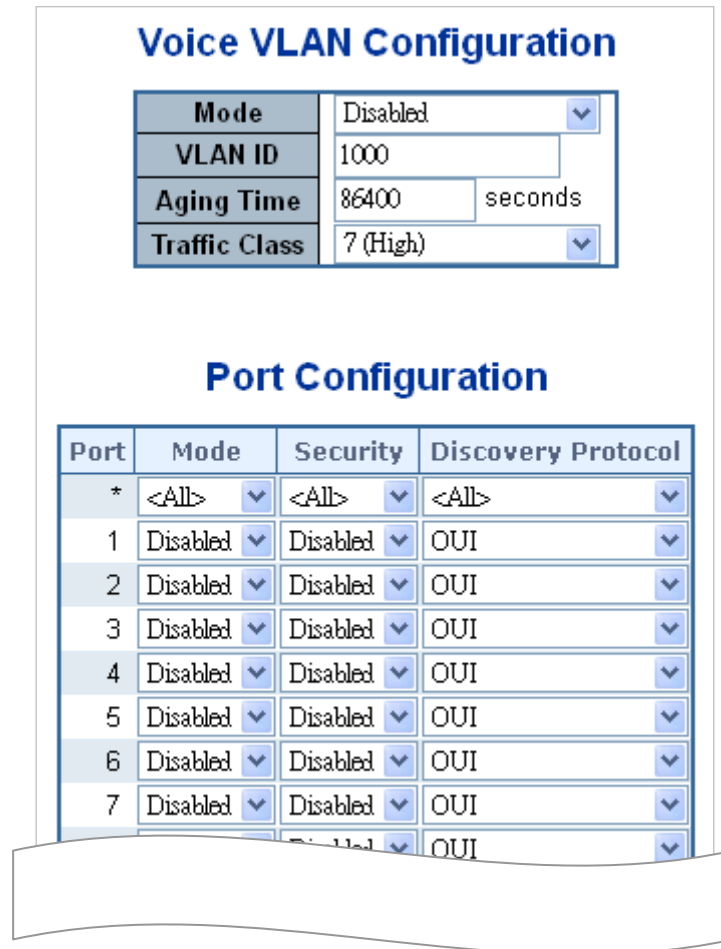 Voice VLAN Configuration
Mode Disabled
VLAN ID 1000
Aging Time 86400 seconds
Traffic Class 7 (High)
Port Configuration
Port Mode Security Discovery Protocol
* <All> <All> <All>
1 Disabled Disabled OUI
2 Disabled Disabled OUI
3 Disabled Disabled OUI
4 Disabled Disabled OUI
5 Disabled Disabled OUI
6 Disabled Disabled OUI
7 Disabled Disabled OUI
OUI